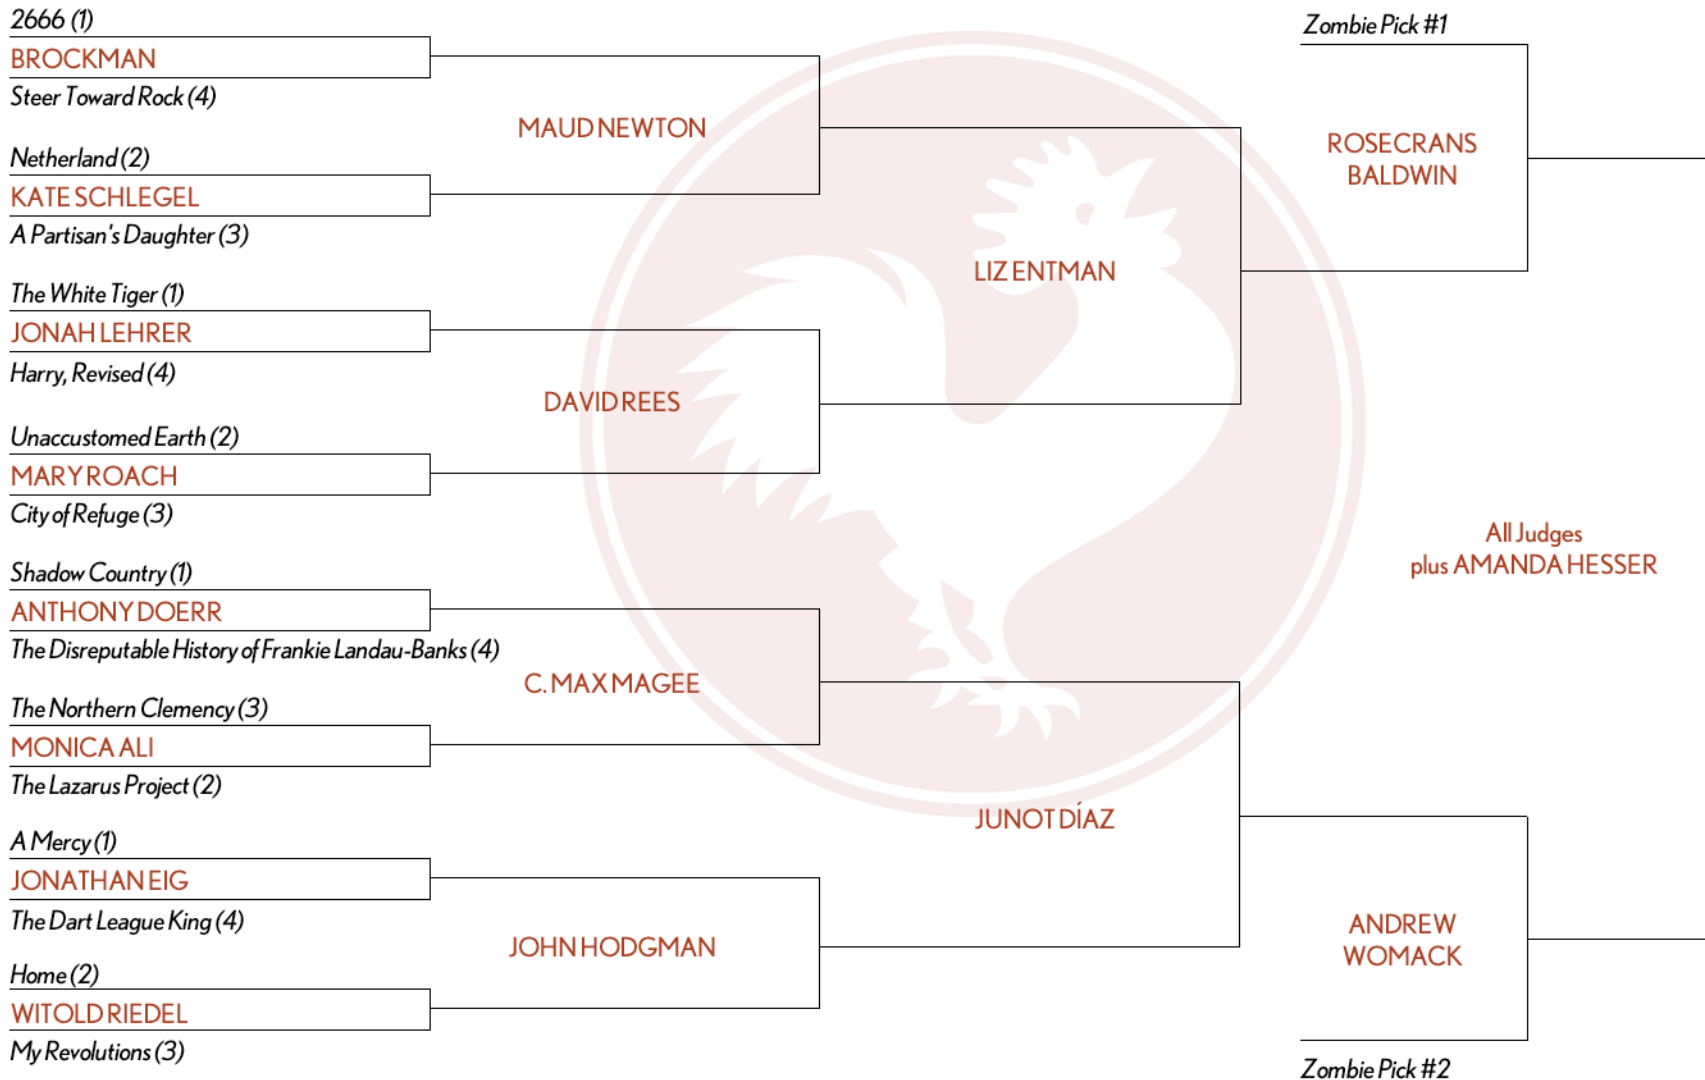 2666 (1)
BROCKMAN
Steer Toward Rock (4)
Netherland (2)
KATE SCHLEGEL
A Partisan's Daughter (3)
The White Tiger (1)
JONAH LEHRER
Harry, Revised (4)
Unaccustomed Earth (2)
MARY ROACH
City of Refuge (3)
Shadow Country (1)
ANTHONY DOERR
The Disreputable History of Frankie Landau-Banks (4)
The Northern Clemency (3)
MONICA ALI
The Lazarus Project (2)
A Mercy (1)
JONATHAN EIG
The Dart League King (4)
Home (2)
WITOLD RIEDEL
My Revolutions (3)
MAUD NEWTON
DAVID REES
C. MAX MAGEE
JOHN HODGMAN
LIZ ENTMAN
JUNOT DÍAZ
Zombie Pick #1
ROSECRANS
BALDWIN
All Judges
plus AMANDA HESSER
ANDREW
WOMACK
Zombie Pick #2